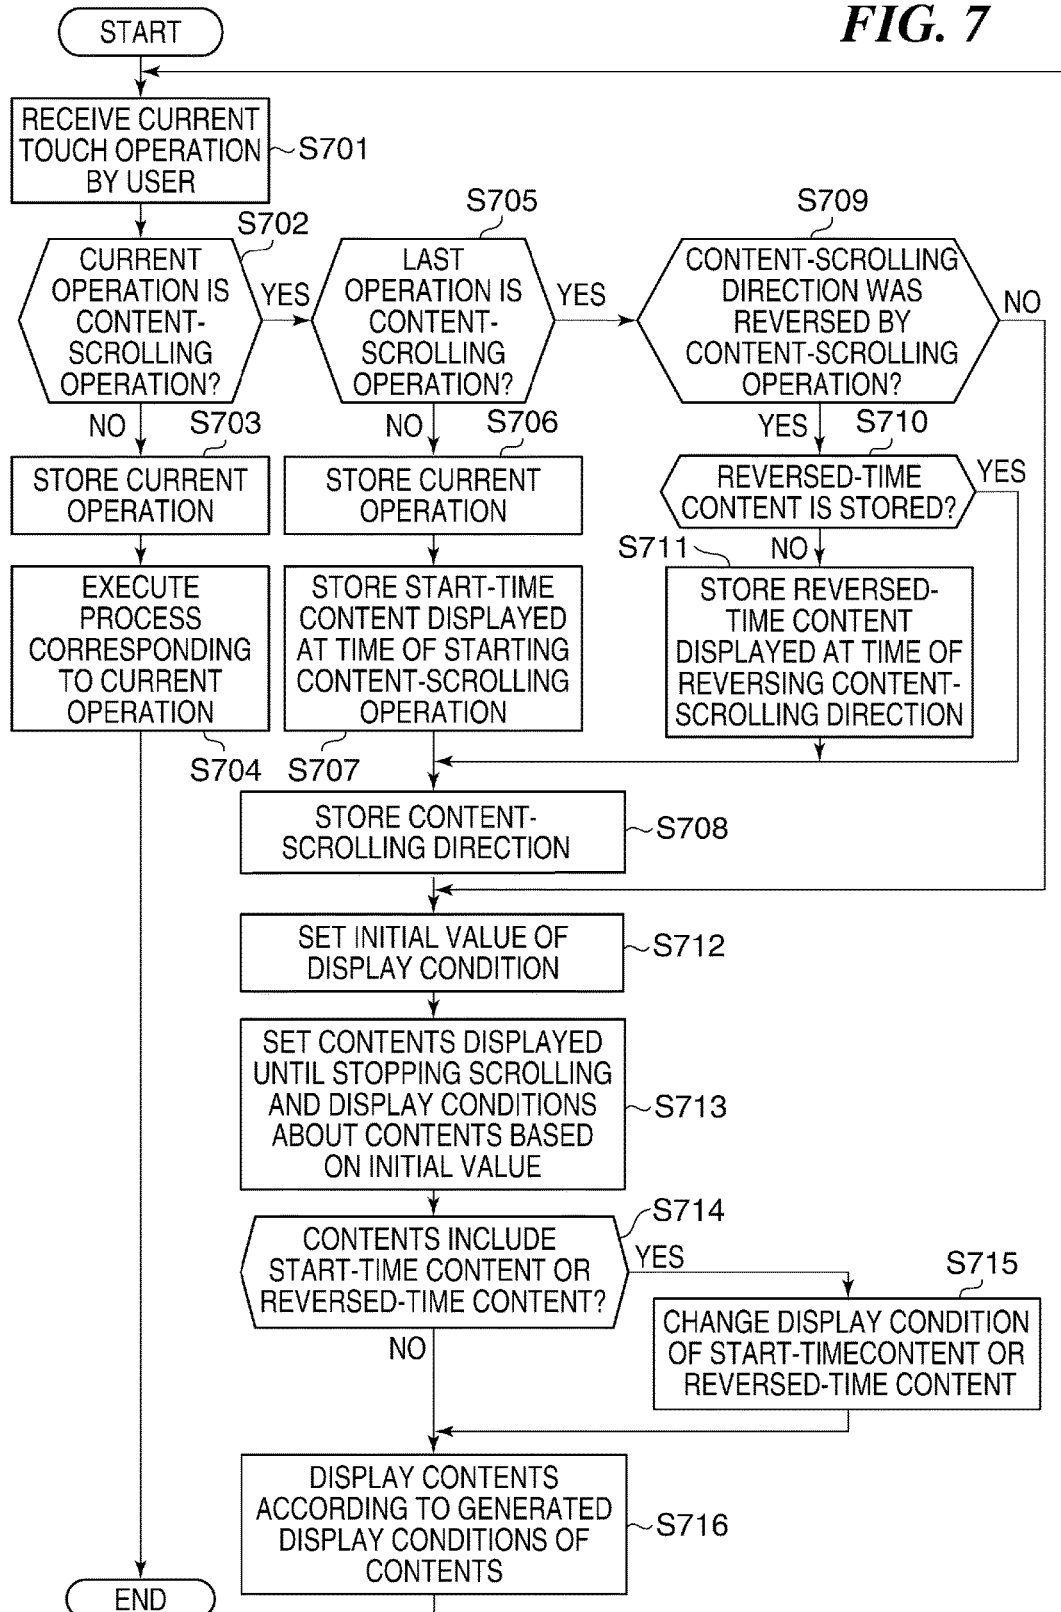 FIG. 7
START
RECEIVE CURRENT
TOUCH OPERATION
BY USER
S701
S702
CURRENT
OPERATION IS
CONTENT-
SCROLLING
OPERATION?
YES
NO
S703
STORE CURRENT
OPERATION
EXECUTE
PROCESS
CORRESPONDING
TO CURRENT
OPERATION
S704
S705
LAST
OPERATION IS
CONTENT-
SCROLLING
OPERATION?
YES
NO
S706
STORE CURRENT
OPERATION
STORE START-TIME
CONTENT DISPLAYED
AT TIME OF STARTING
CONTENT-SCROLLING
OPERATION
S707
S709
CONTENT-SCROLLING
DIRECTION WAS
REVERSED BY
CONTENT-SCROLLING
OPERATION?
NO
YES
S710
REVERSED-TIME
CONTENT IS STORED?
YES
NO
S711
STORE REVERSED-
TIME CONTENT
DISPLAYED AT TIME OF
REVERSING CONTENT-
SCROLLING DIRECTION
STORE CONTENT-
SCROLLING DIRECTION
S708
SET INITIAL VALUE OF
DISPLAY CONDITION
S712
SET CONTENTS DISPLAYED
UNTIL STOPPING SCROLLING
AND DISPLAY CONDITIONS
ABOUT CONTENTS BASED
ON INITIAL VALUE
S713
S714
CONTENTS INCLUDE
START-TIME CONTENT OR
REVERSED-TIME CONTENT?
YES
NO
S715
CHANGE DISPLAY CONDITION
OF START-TIMECONTENT OR
REVERSED-TIME CONTENT
DISPLAY CONTENTS
ACCORDING TO GENERATED
DISPLAY CONDITIONS OF
CONTENTS
S716
END